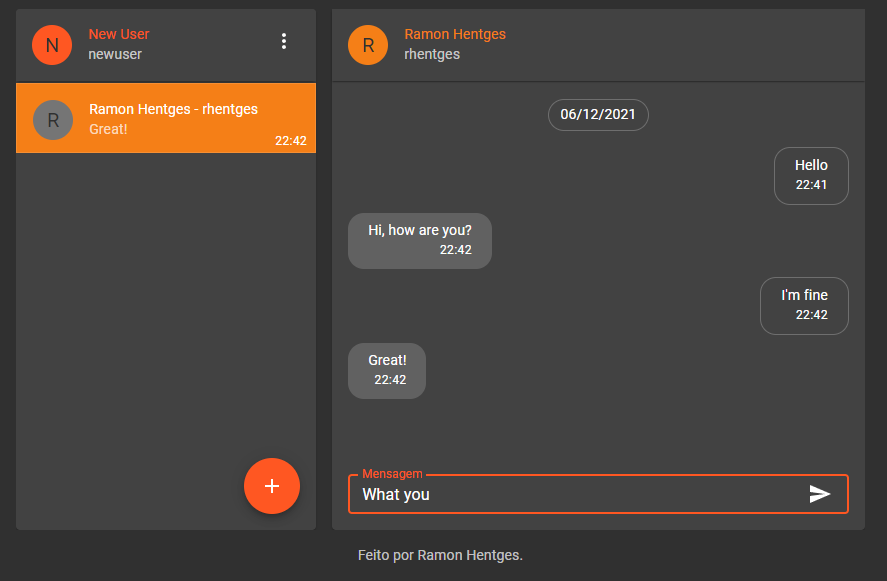 N
New User
newuser
R
Ramon Hentges - rhentges
Great!
22:42
R
Ramon Hentges
rhentges
06/12/2021
Hello
22:41
Hi, how are you?
22:42
I'm fine
22:42
Great!
22:42
Mensagem
What you
Feito por Ramon Hentges.